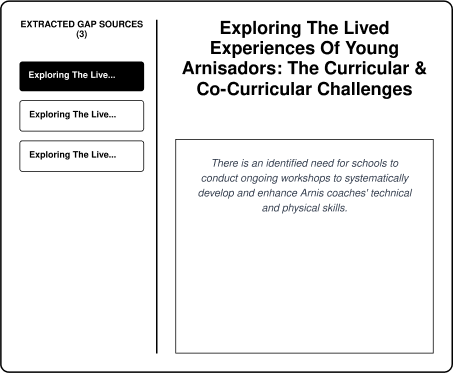 EXTRACTED GAP SOURCES
(3)
Exploring The Live...
Exploring The Live...
Exploring The Live...
Exploring The Lived
Experiences Of Young
Arnisadors: The Curricular &
Co-Curricular Challenges
There is an identified need for schools to
conduct ongoing workshops to systematically
develop and enhance Arnis coaches' technical
and physical skills.